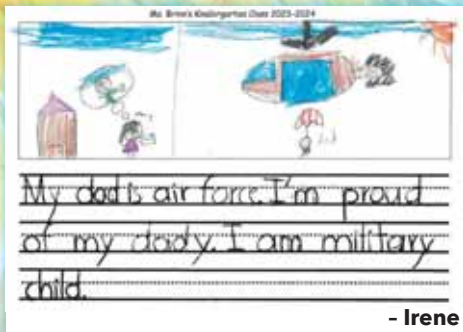 Ms. Brine's Kindergarten Class 2023-2024
dad
My dad is air force. I'm proud
of my dady. I am military
child.
- Irene